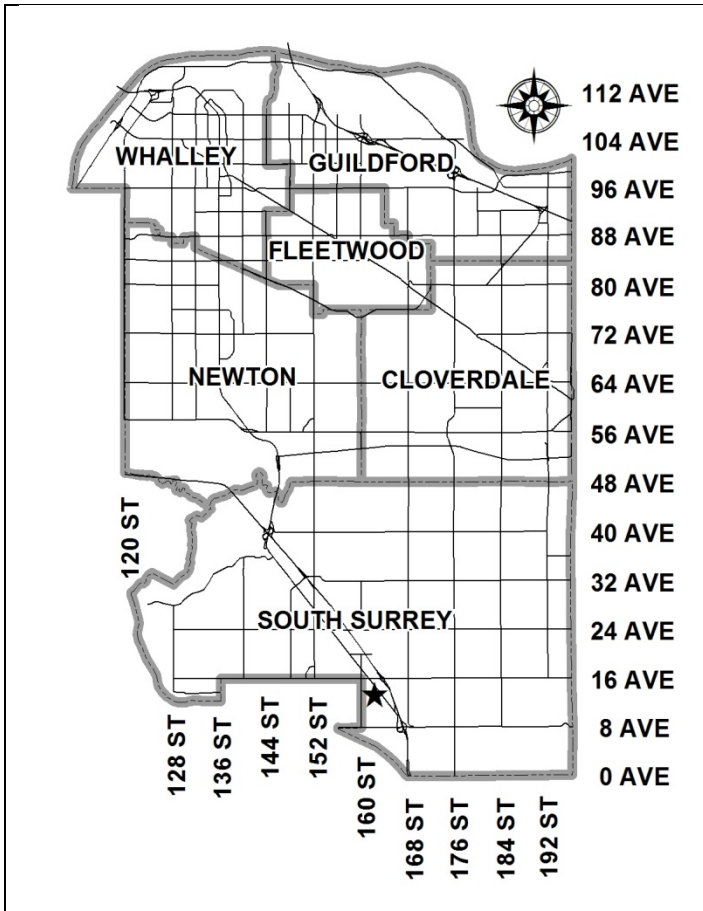 112 AVE
104 AVE
WHALLEY
GUILDFORD
96 AVE
88 AVE
FLEETWOOD
80 AVE
72 AVE
NEWTON
CLOVERDALE
64 AVE
56 AVE
48 AVE
120 ST
40 AVE
32 AVE
SOUTH SURREY
24 AVE
16 AVE
8 AVE
0 AVE
128 ST
136 ST
144 ST
152 ST
160 ST
168 ST
176 ST
184 ST
192 ST